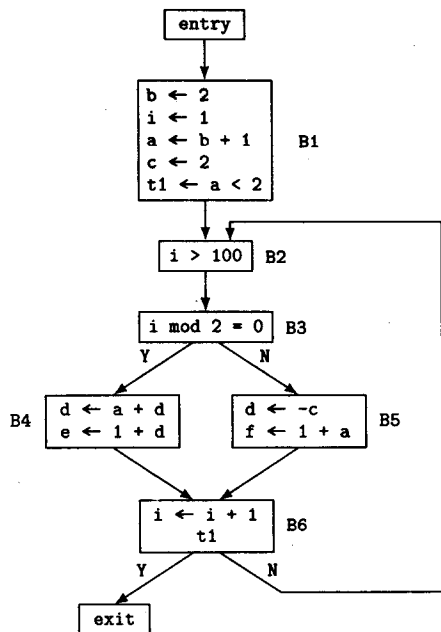 entry
b ← 2
i ← 1
a ← b + 1
c ← 2
t1 ← a < 2
B1
i > 100
B2
i mod 2 = 0
B3
Y
N
B4
d ← a + d
e ← 1 + d
d ← -c
f ← 1 + a
B5
i ← i + 1
t1
B6
Y
N
exit